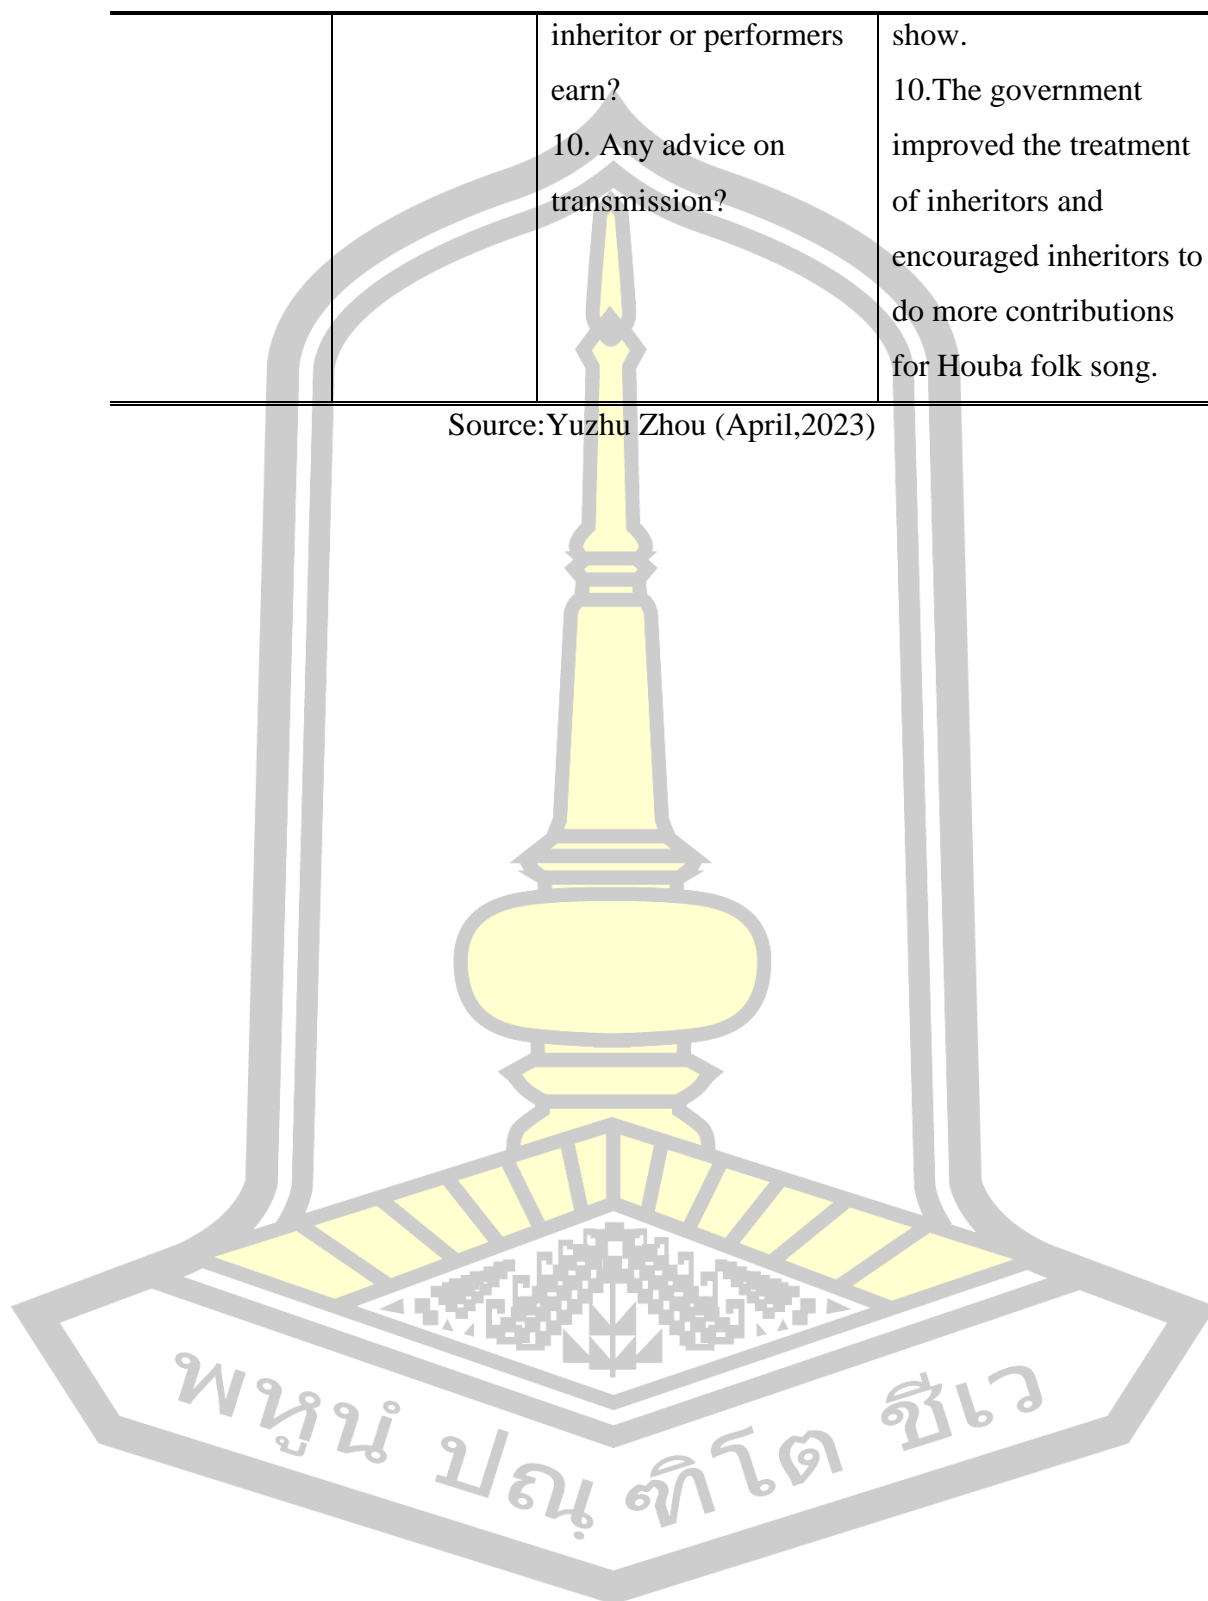 inheritor or performers
earn?
10. Any advice on
transmission?
show.
10.The government
improved the treatment
of inheritors and
encouraged inheritors to
do more contributions
for Houba folk song.
Source:Yuzhu Zhou (April,2023)
พหูนํ ปณฺฑิโต ชีเว